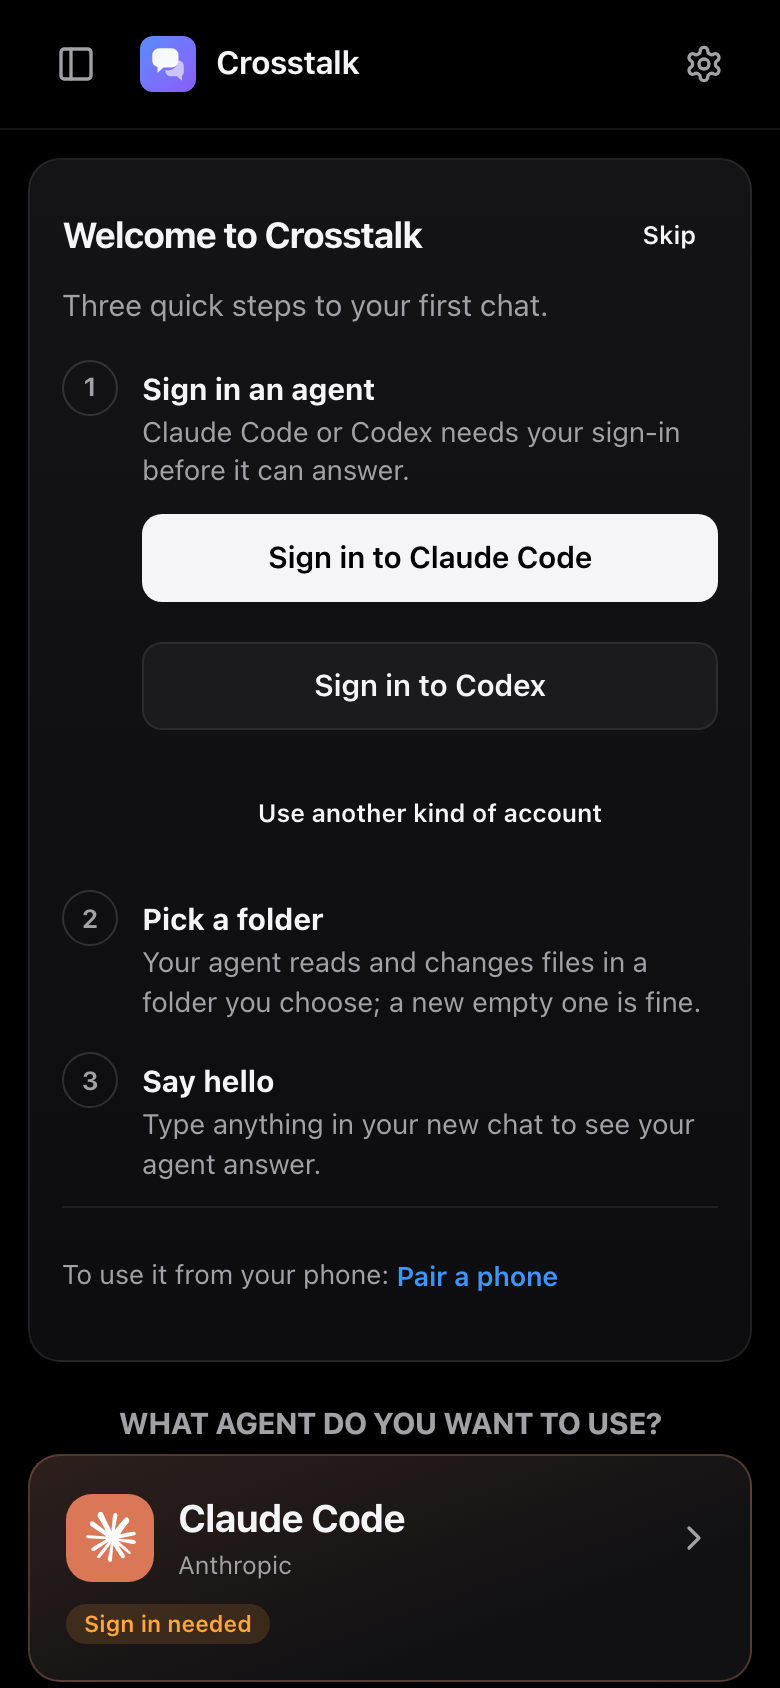 Crosstalk
Welcome to Crosstalk
Skip
Three quick steps to your first chat.
1
Sign in an agent
Claude Code or Codex needs your sign-in
before it can answer.
Sign in to Claude Code
Sign in to Codex
Use another kind of account
2
Pick a folder
Your agent reads and changes files in a
folder you choose; a new empty one is fine.
3
Say hello
Type anything in your new chat to see your
agent answer.
To use it from your phone: Pair a phone
WHAT AGENT DO YOU WANT TO USE?
Claude Code
Anthropic
Sign in needed